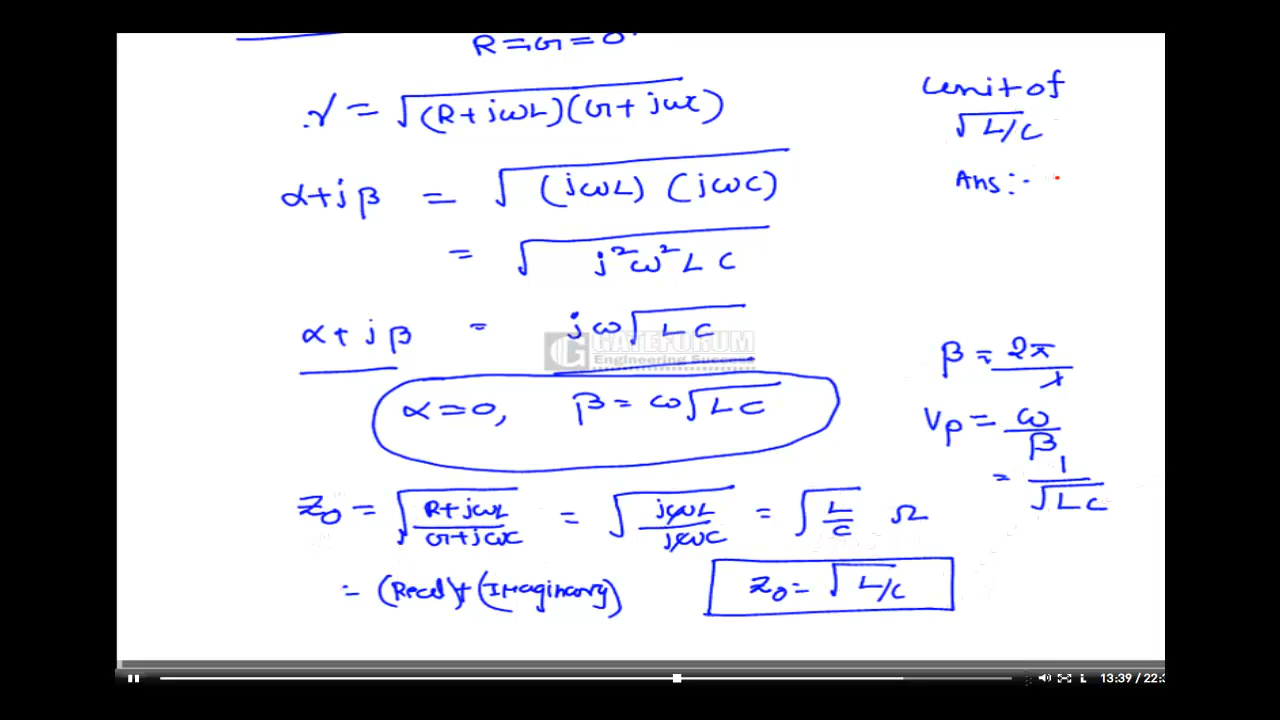 R = G = 0
γ = √(R+jωL)(G+jωC)
α+jβ = √(jωL) (jωC)
= √j²ω²LC
α+jβ = jω√LC
α=0, β=ω√LC
Z₀ = √R+jωL/G+jωC = √jωL/jωC = √L/C Ω
= (Real)+(Imaginary)
Z₀ = √L/C
unit of
√L/C
Ans:-
β = 2π/λ
Vp = ω/β
= 1/√LC
GATEFORUM
Engineering Success
13:39 / 22: